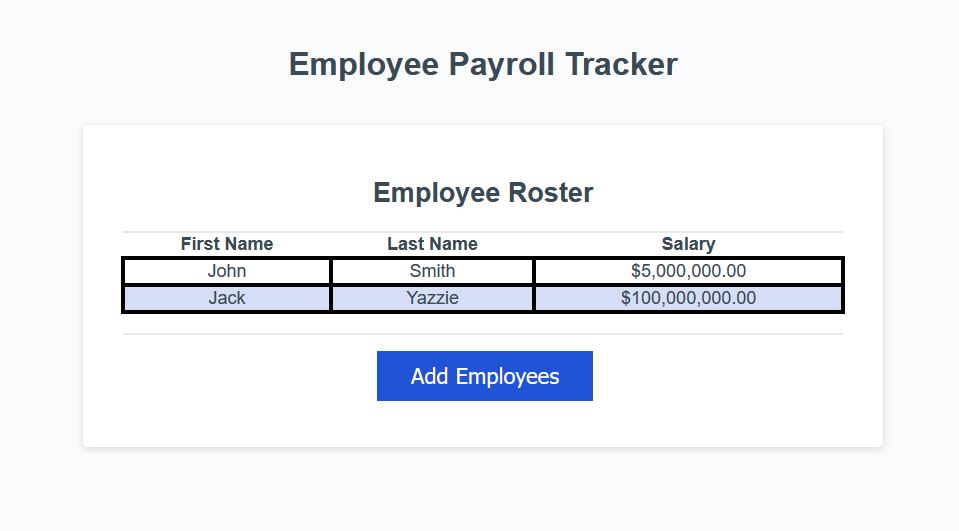 Employee Payroll Tracker
Employee Roster
First Name Last Name Salary
John Smith $5,000,000.00
Jack Yazzie $100,000,000.00
Add Employees